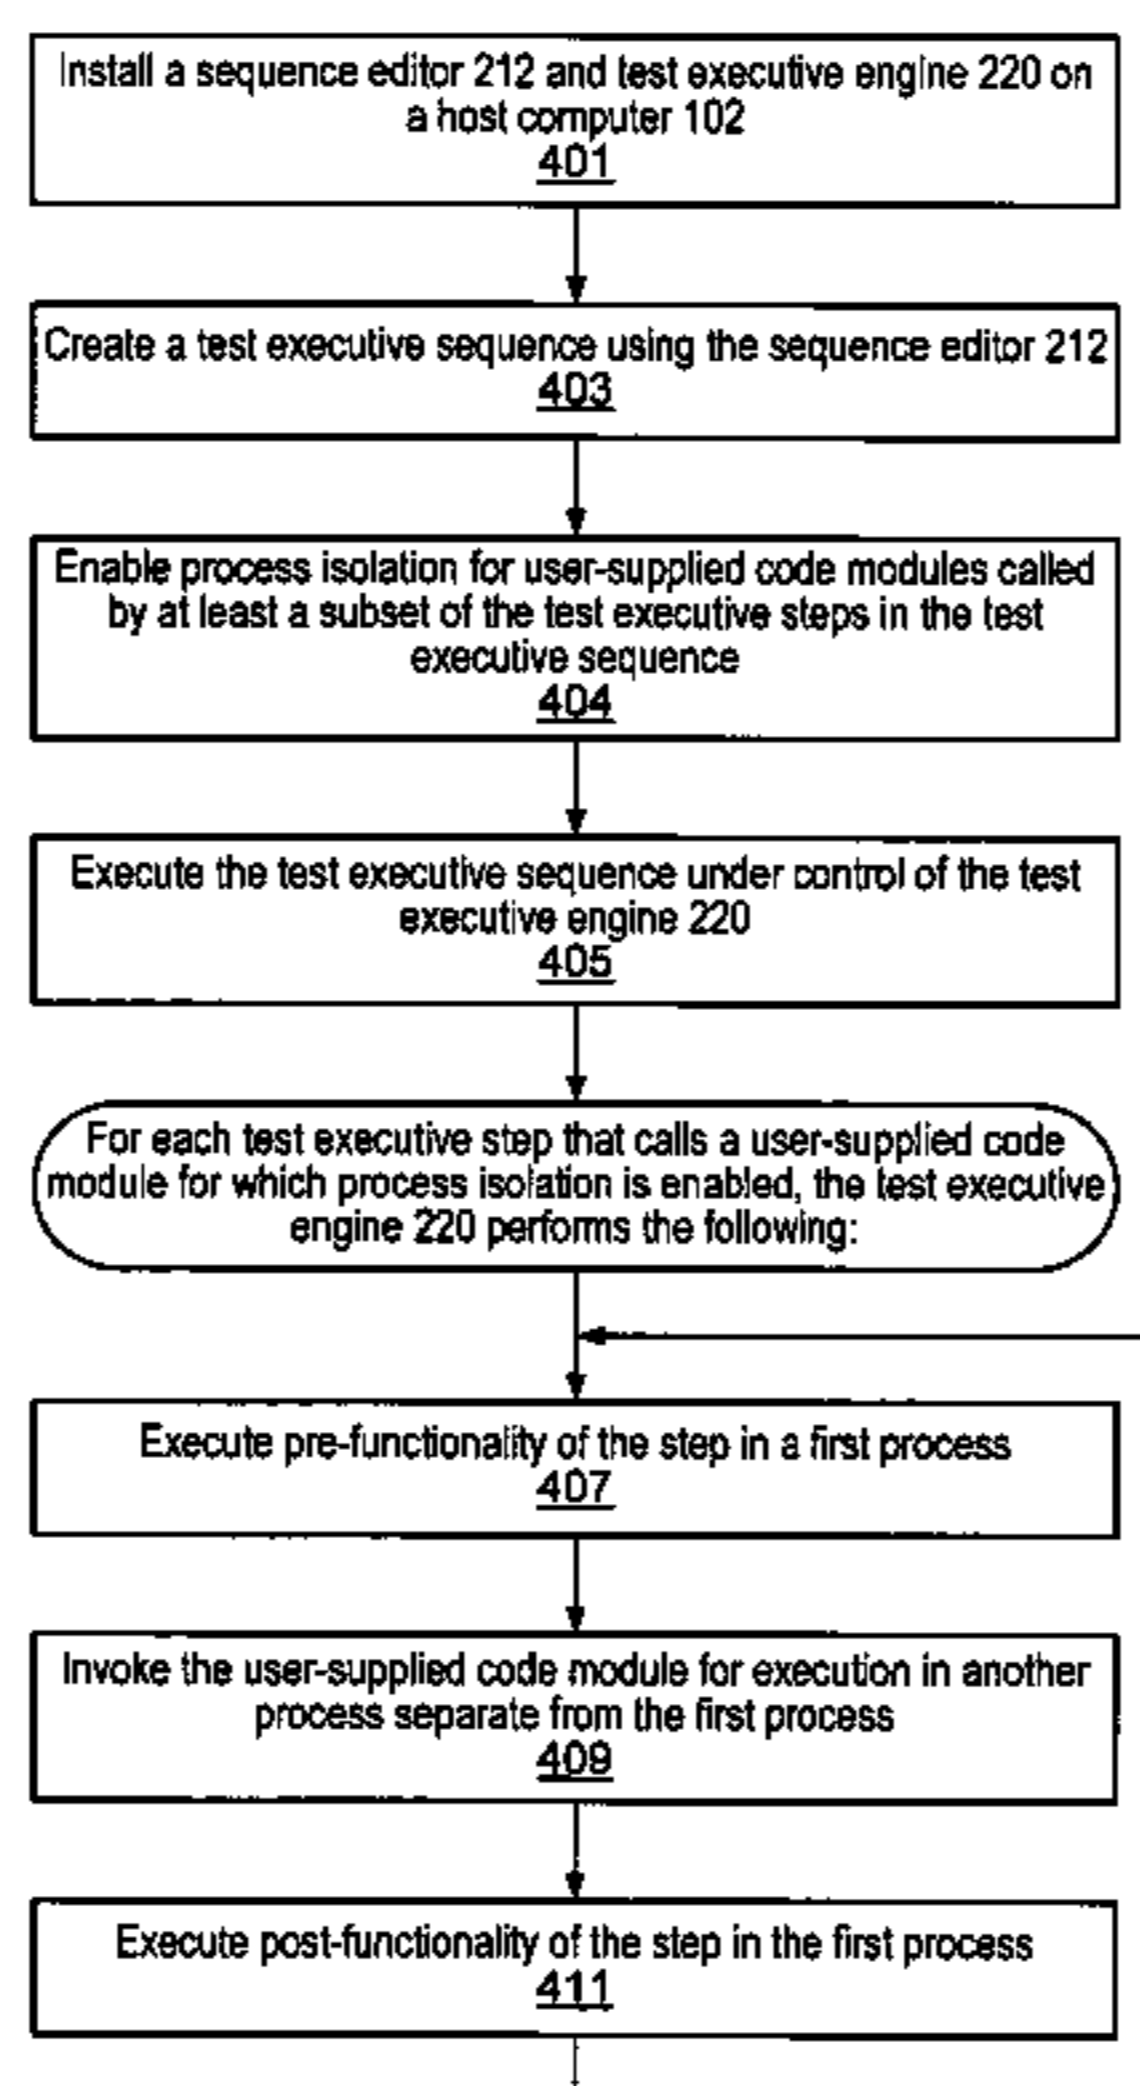 Install a sequence editor 212 and test executive engine 220 on
a host computer 102
401
Create a test executive sequence using the sequence editor 212
403
Enable process isolation for user-supplied code modules called
by at least a subset of the test executive steps in the test
executive sequence
404
Execute the test executive sequence under control of the test
executive engine 220
405
For each test executive step that calls a user-supplied code
module for which process isolation is enabled, the test executive
engine 220 performs the following:
Execute pre-functionality of the step in a first process
407
Invoke the user-supplied code module for execution in another
process separate from the first process
409
Execute post-functionality of the step in the first process
411